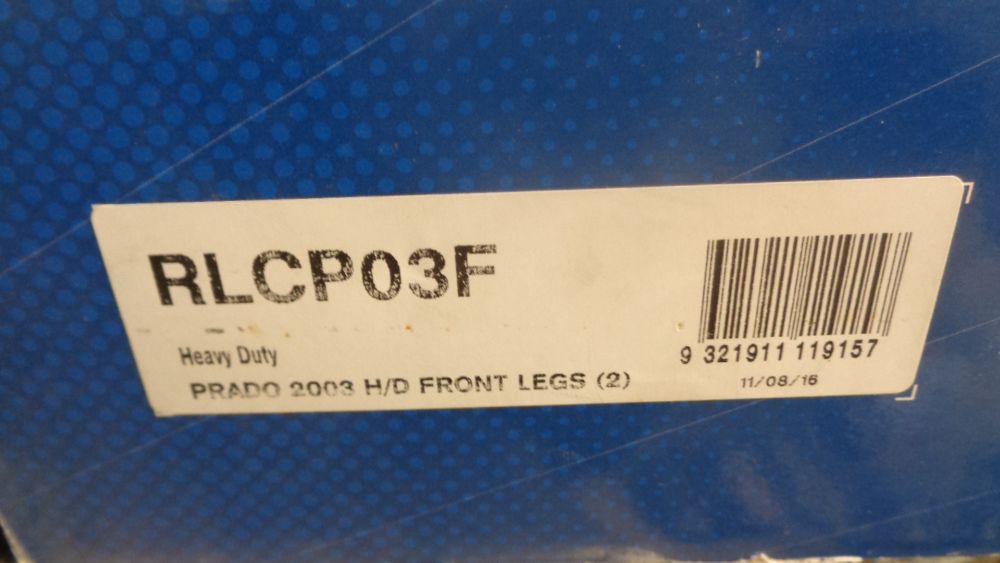 RLCP03F
Heavy Duty
PRADO 2003 H/D FRONT LEGS (2)
9 321911 119157
11/08/16